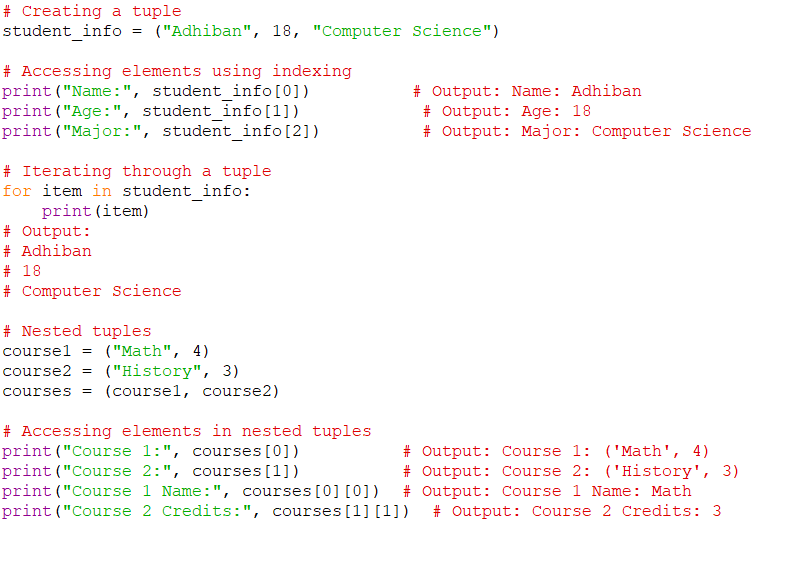 # Creating a tuple
student_info = ("Adhiban", 18, "Computer Science")
# Accessing elements using indexing
print("Name:", student_info[0])          # Output: Name: Adhiban
print("Age:", student_info[1])            # Output: Age: 18
print("Major:", student_info[2])          # Output: Major: Computer Science
# Iterating through a tuple
for item in student_info:
    print(item)
# Output:
# Adhiban
# 18
# Computer Science
# Nested tuples
course1 = ("Math", 4)
course2 = ("History", 3)
courses = (course1, course2)
# Accessing elements in nested tuples
print("Course 1:", courses[0])          # Output: Course 1: ('Math', 4)
print("Course 2:", courses[1])          # Output: Course 2: ('History', 3)
print("Course 1 Name:", courses[0][0])  # Output: Course 1 Name: Math
print("Course 2 Credits:", courses[1][1])  # Output: Course 2 Credits: 3